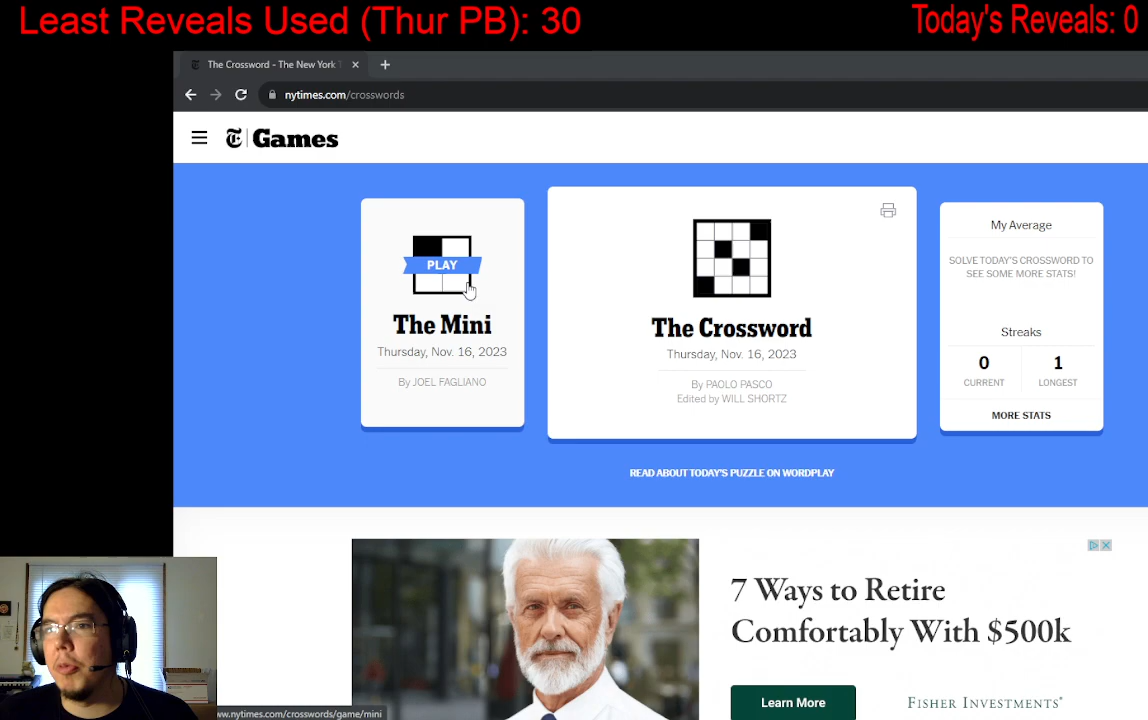 Least Reveals Used (Thur PB): 30
Today's Reveals: 0
The Crossword - The New York T
nytimes.com/crosswords
T Games
PLAY
The Mini
Thursday, Nov. 16, 2023
By JOEL FAGLIANO
The Crossword
Thursday, Nov. 16, 2023
By PAOLO PASCO
Edited by WILL SHORTZ
My Average
SOLVE TODAY'S CROSSWORD TO
SEE SOME MORE STATS!
Streaks
0 1
CURRENT LONGEST
MORE STATS
READ ABOUT TODAY'S PUZZLE ON WORDPLAY
7 Ways to Retire
Comfortably With $500k
Learn More
FISHER INVESTMENTS
www.nytimes.com/crosswords/game/mini